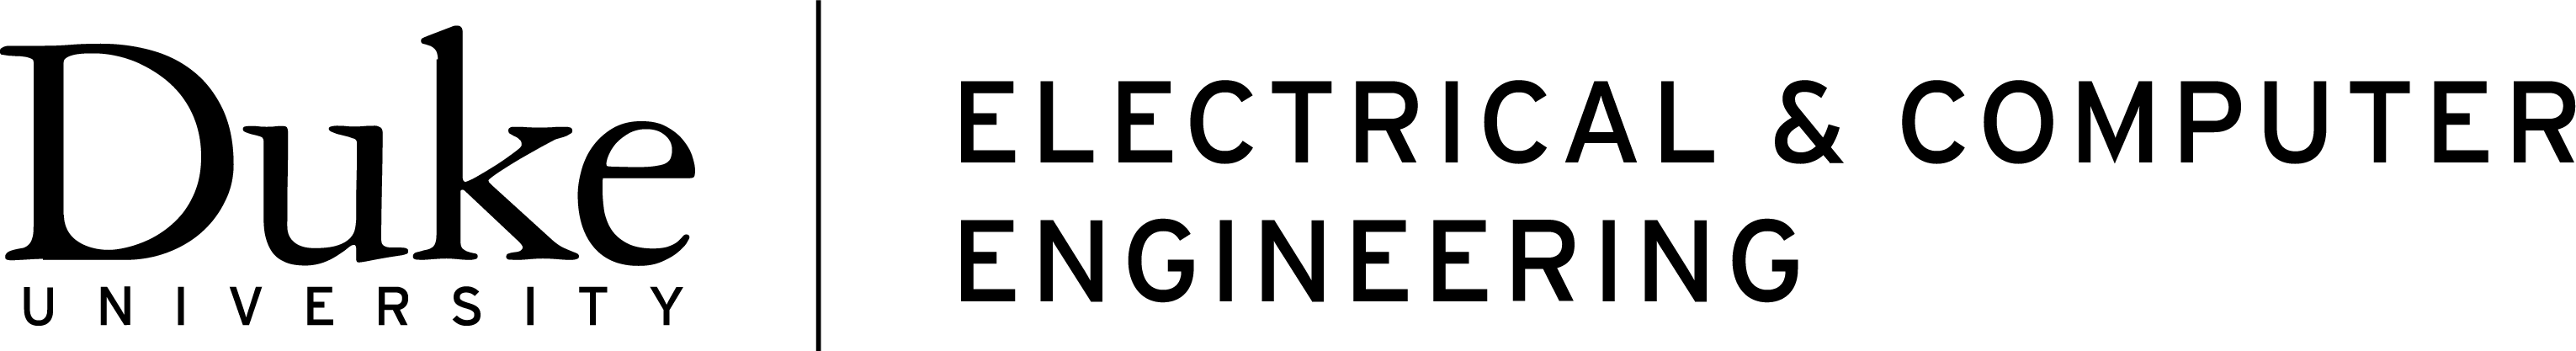 Duke
UNIVERSITY
ELECTRICAL & COMPUTER
ENGINEERING